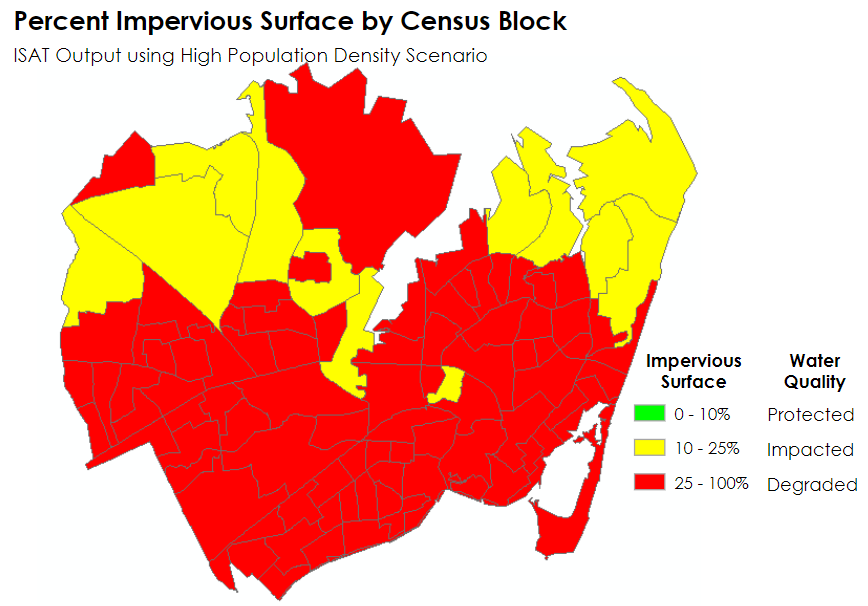 Percent Impervious Surface by Census Block
ISAT Output using High Population Density Scenario
Impervious Surface
Water Quality
0 - 10% Protected
10 - 25% Impacted
25 - 100% Degraded